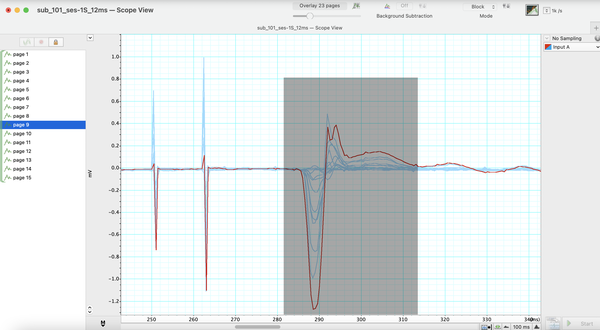 sub_101_ses-1S_12ms — Scope View
Overlay 23 pages
Background Subtraction
Off
Block
Mode
1k /s
sub_101_ses-1S_12ms — Scope View
page 1
page 2
page 3
page 4
page 5
page 6
page 7
page 8
page 9
page 10
page 11
page 12
page 13
page 14
page 15
1.0
0.8
0.6
0.4
0.2
0.0
-0.2
-0.4
-0.6
-0.8
-1.0
-1.2
mV
No Sampling
Input A
250
260
270
280
290
300
310
320
330
340
100 ms
Start